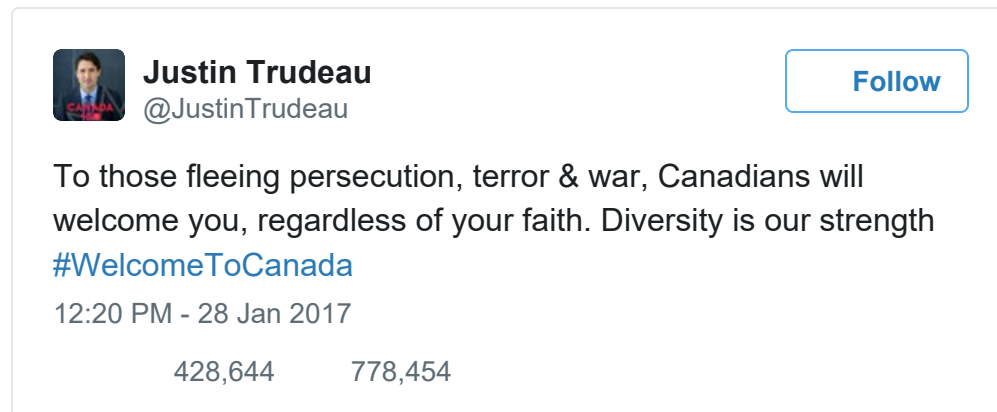 Justin Trudeau
@JustinTrudeau
Follow
CANADA
To those fleeing persecution, terror & war, Canadians will
welcome you, regardless of your faith. Diversity is our strength
#WelcomeToCanada
12:20 PM - 28 Jan 2017
428,644 778,454